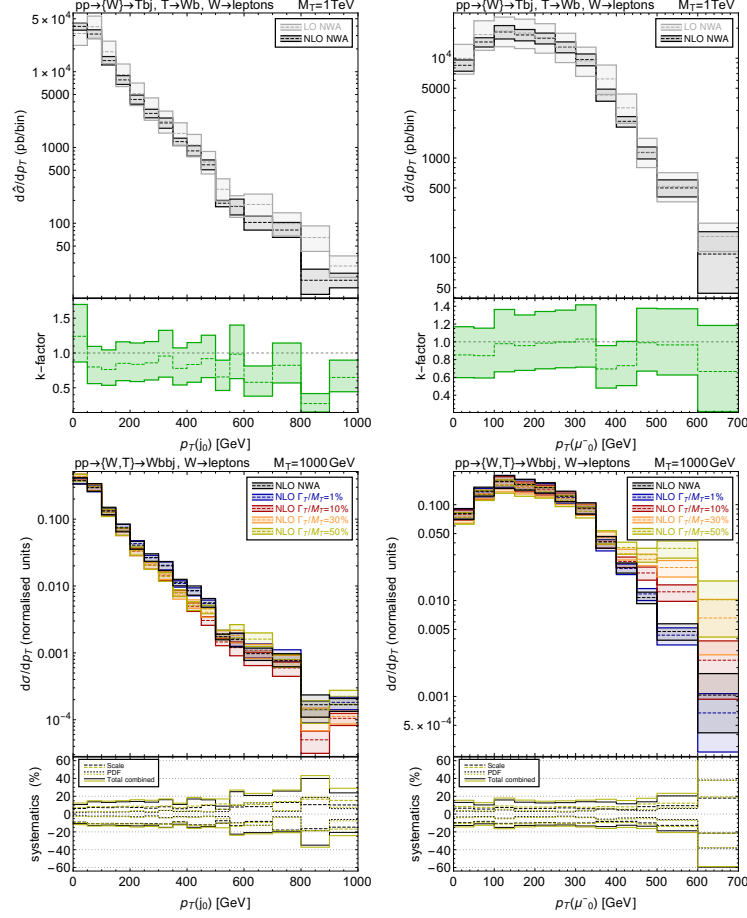 pp→{W}→Tbj, T→Wb, W→leptons M_T=1TeV
LO NWA
NLO NWA
5×10⁴
1×10⁴
5000
1000
500
100
50
dσ̂/dp_T (pb/bin)
1.5
1.0
0.5
k-factor
0 200 400 600 800 1000
p_T(j_0) [GeV]
pp→{W}→Tbj, T→Wb, W→leptons M_T=1TeV
LO NWA
NLO NWA
10⁴
5000
1000
500
100
50
dσ̂/dp_T (pb/bin)
1.4
1.2
1.0
0.8
0.6
0.4
k-factor
0 100 200 300 400 500 600 700
p_T(μ⁻_0) [GeV]
pp→{W,T}→Wbbj, W→leptons M_T=1000GeV
NLO NWA
NLO Γ_T/M_T=1%
NLO Γ_T/M_T=10%
NLO Γ_T/M_T=30%
NLO Γ_T/M_T=50%
0.100
0.010
0.001
10⁻⁴
dσ/dp_T (normalised units)
60
40
20
0
-20
-40
-60
systematics (%)
Scale
PDF
Total combined
0 200 400 600 800 1000
p_T(j_0) [GeV]
pp→{W,T}→Wbbj, W→leptons M_T=1000GeV
NLO NWA
NLO Γ_T/M_T=1%
NLO Γ_T/M_T=10%
NLO Γ_T/M_T=30%
NLO Γ_T/M_T=50%
0.100
0.050
0.010
0.005
0.001
5.×10⁻⁴
dσ/dp_T (normalised units)
60
40
20
0
-20
-40
-60
systematics (%)
Scale
PDF
Total combined
0 100 200 300 400 500 600 700
p_T(μ⁻_0) [GeV]